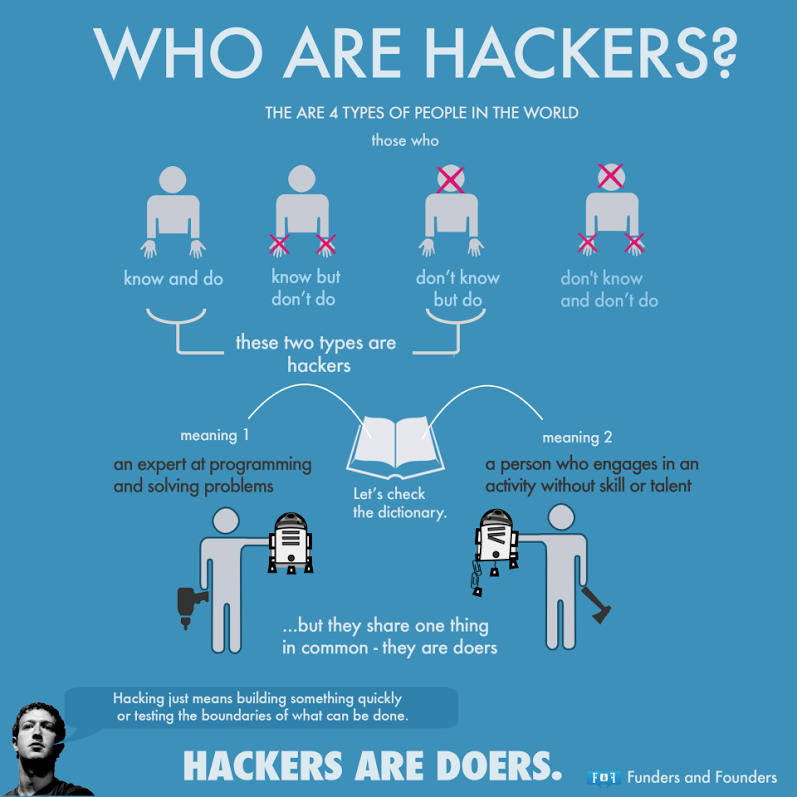 WHO ARE HACKERS?
THE ARE 4 TYPES OF PEOPLE IN THE WORLD
those who
know and do
know but
don't do
don't know
but do
don't know
and don't do
these two types are
hackers
meaning 1
an expert at programming
and solving problems
meaning 2
a person who engages in an
activity without skill or talent
Let's check
the dictionary.
...but they share one thing
in common - they are doers
Hacking just means building something quickly
or testing the boundaries of what can be done.
HACKERS ARE DOERS.
F&F Funders and Founders